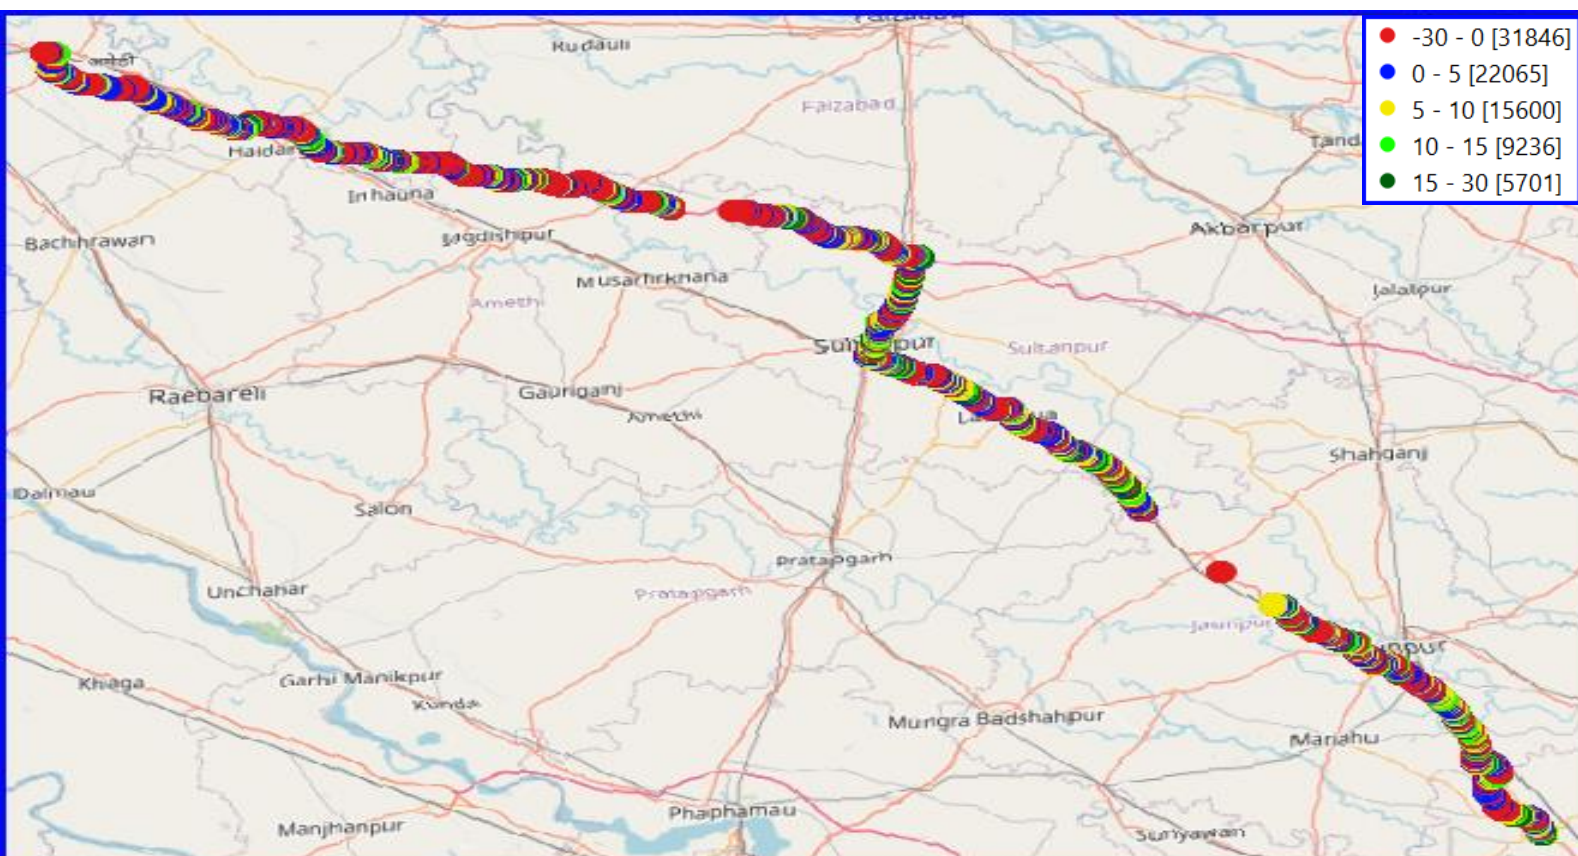 -30 - 0 [31846]
0 - 5 [22065]
5 - 10 [15600]
10 - 15 [9236]
15 - 30 [5701]
Rudauli
Faizabad
Inhauna
Bachhrawan
Jagdishpur
Akbarpur
Musafirkhana
Jalalpur
Amethi
Sultanpur
Raebareli
Gauriganj
Amethi
Shahganj
Dalmau
Salon
Pratapgarh
Unchahar
Pratapgarh
Jaunpur
Khaga
Garhi Manikpur
Kunda
Mungra Badshahpur
Mariahu
Phaphamau
Manjhanpur
Suriyawan